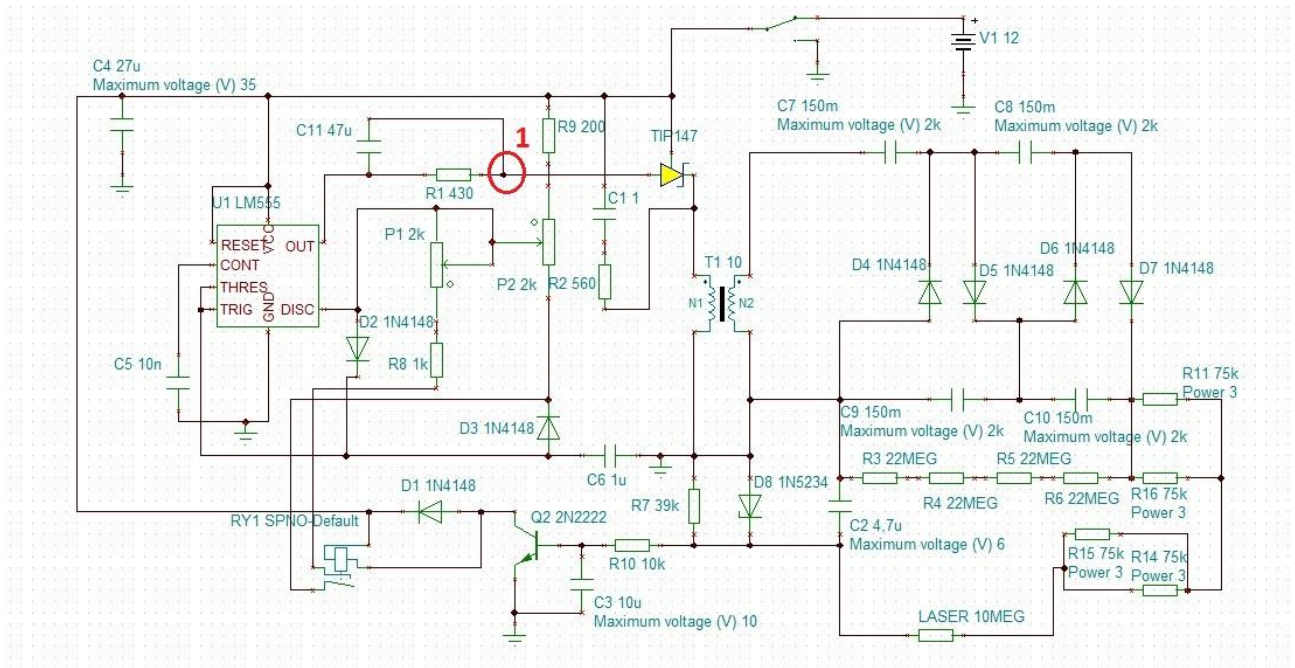 V1 12
C4 27u
Maximum voltage (V) 35
C7 150m
Maximum voltage (V) 2k
C8 150m
Maximum voltage (V) 2k
C11 47u
R9 200
1
TIP147
R1 430
U1 LM555
C1 1
RESET
VCC
OUT
CONT
THRES
TRIG
GND
DISC
P1 2k
P2 2k
R2 560
T1 10
N1
N2
D4 1N4148
D5 1N4148
D6 1N4148
D7 1N4148
D2 1N4148
R8 1k
C5 10n
R11 75k
Power 3
C9 150m
Maximum voltage (V) 2k
C10 150m
Maximum voltage (V) 2k
D3 1N4148
C6 1u
R3 22MEG
R4 22MEG
R5 22MEG
R6 22MEG
R16 75k
Power 3
D8 1N5234
R7 39k
D1 1N4148
RY1 SPNO-Default
Q2 2N2222
C2 4,7u
Maximum voltage (V) 6
R10 10k
R15 75k
Power 3
R14 75k
Power 3
C3 10u
Maximum voltage (V) 10
LASER 10MEG